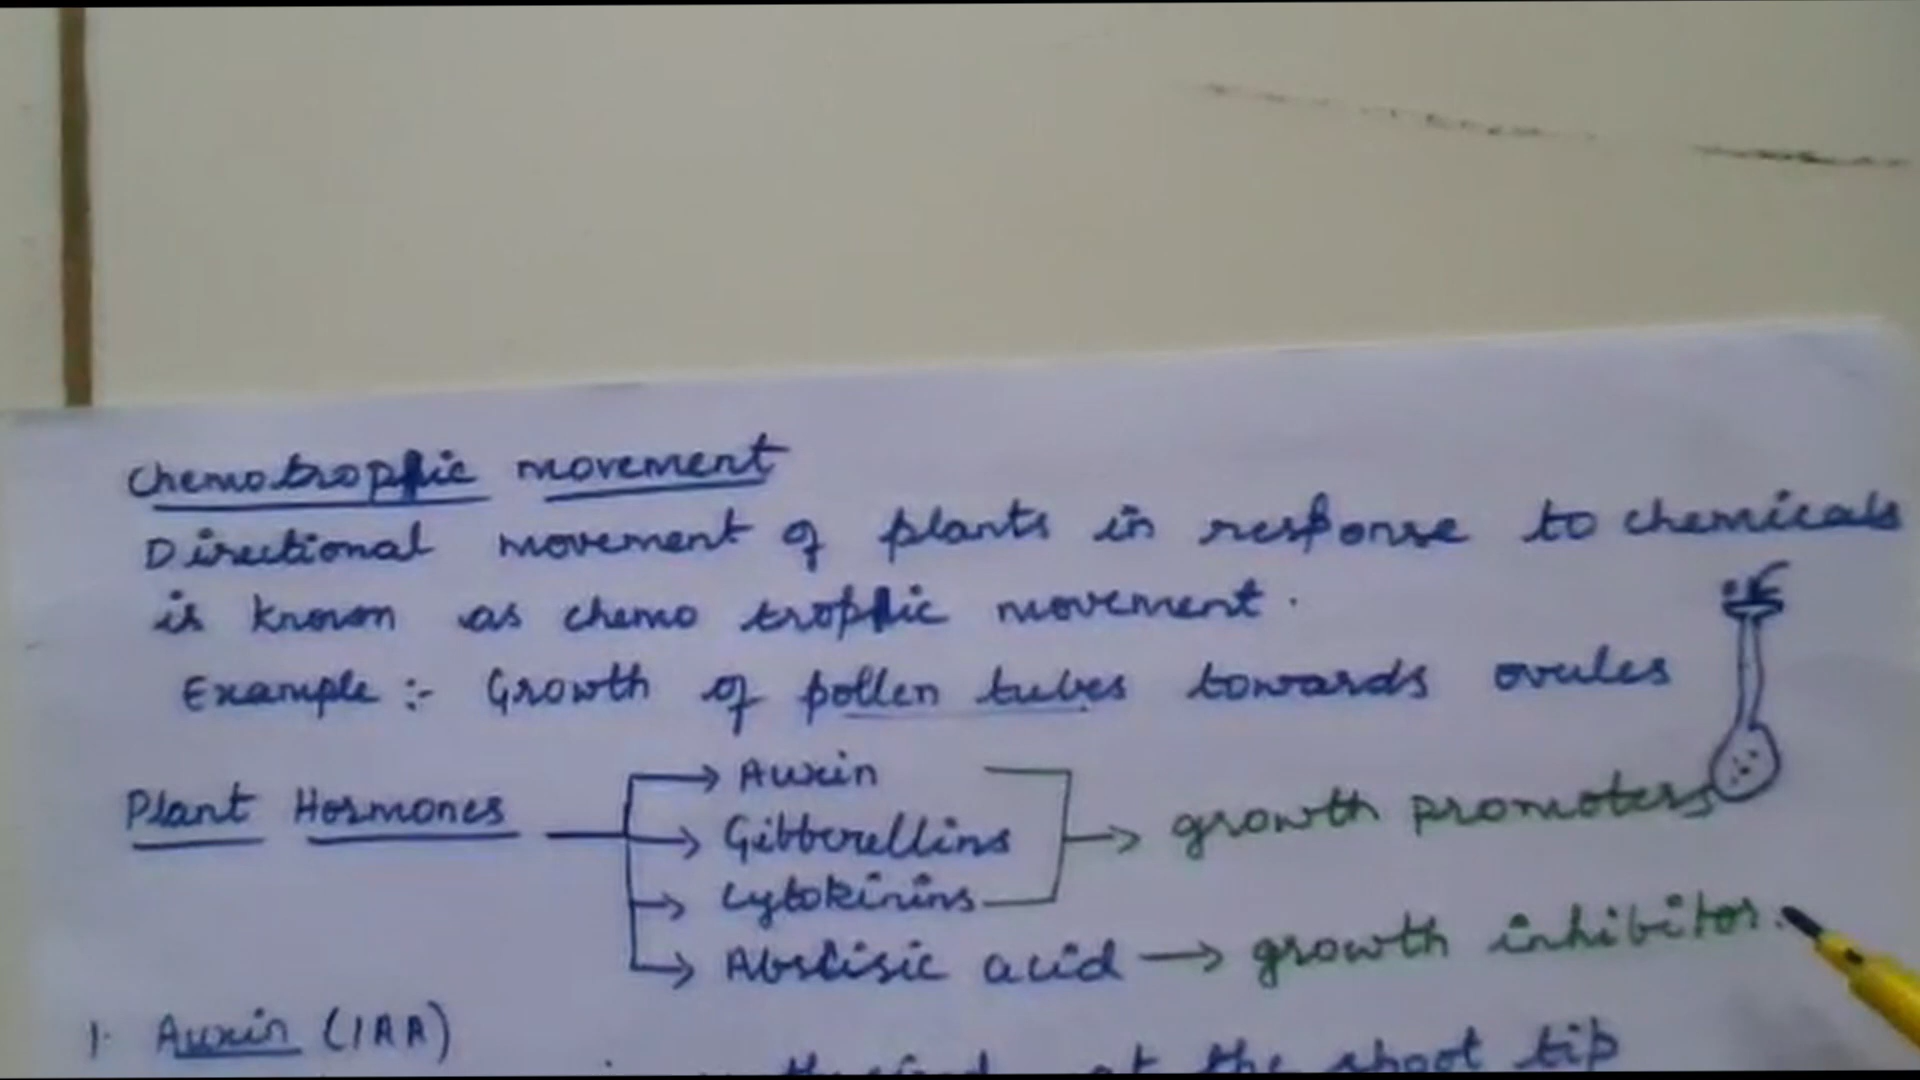 Chemotropic movement
Directional movement of plants in response to chemicals
is known as chemo tropic movement.
Example :- Growth of pollen tubes towards ovules
Plant Hormones
Auxin
Gibberellins
Cytokinins
growth promoters
Abscisic acid → growth inhibitor.
1. Auxin (IAA)
at the shoot tip